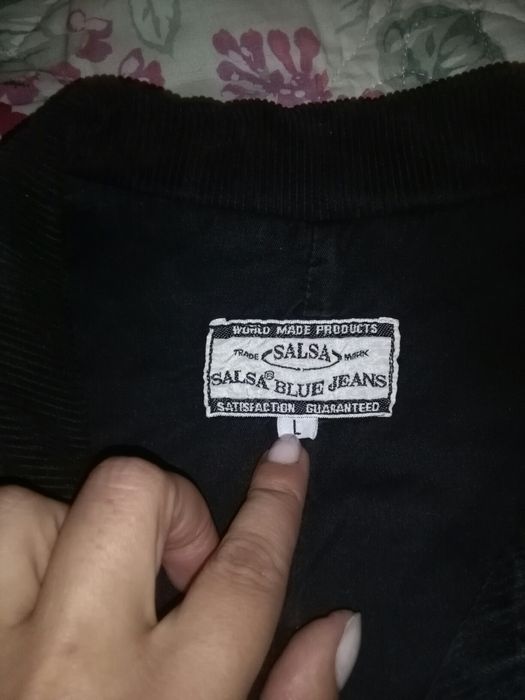 WORLD MADE PRODUCTS
TRADE SALSA MARK
SALSA® BLUE JEANS
SATISFACTION GUARANTEED
L